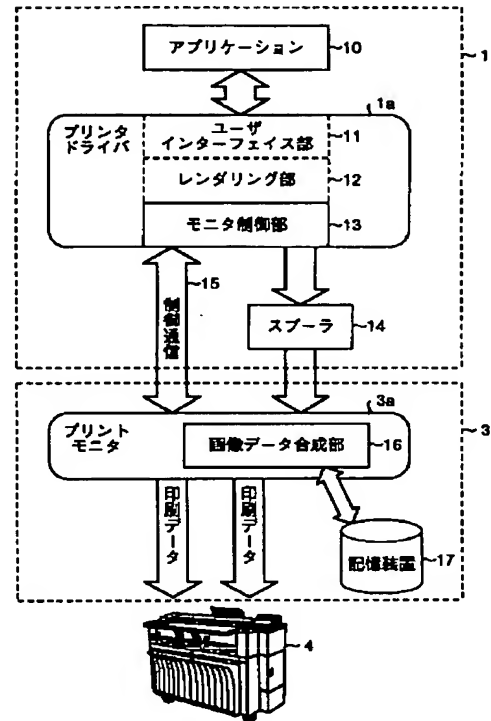 アプリケーション
10
1
1a
プリンタ
ドライバ
ユーザ
インターフェイス部
11
レンダリング部
12
モニタ制御部
13
15
制御通信
スプーラ
14
3a
3
プリント
モニタ
画像データ合成部
16
印刷データ
印刷データ
記憶装置
17
4